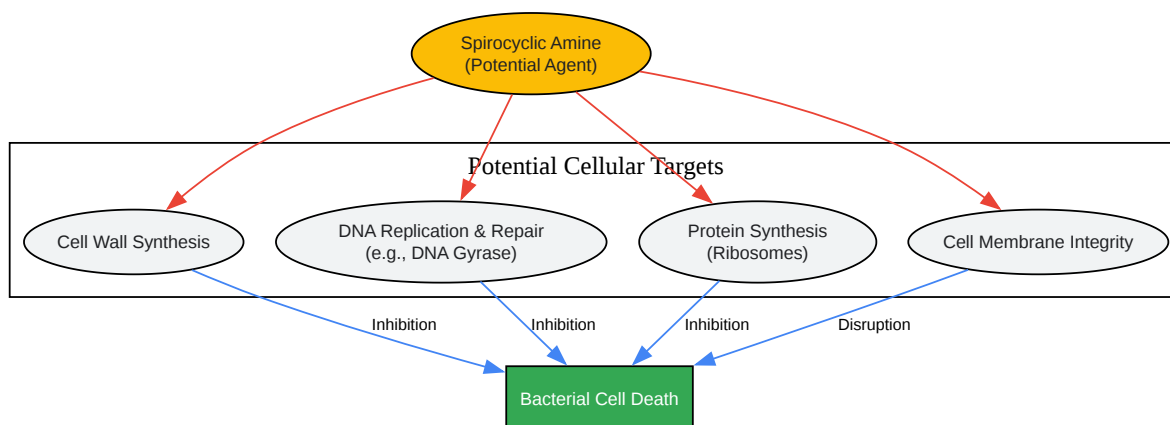 Spirocyclic Amine
(Potential Agent)
Potential Cellular Targets
Cell Wall Synthesis
DNA Replication & Repair
(e.g., DNA Gyrase)
Protein Synthesis
(Ribosomes)
Cell Membrane Integrity
Inhibition
Inhibition
Inhibition
Disruption
Bacterial Cell Death